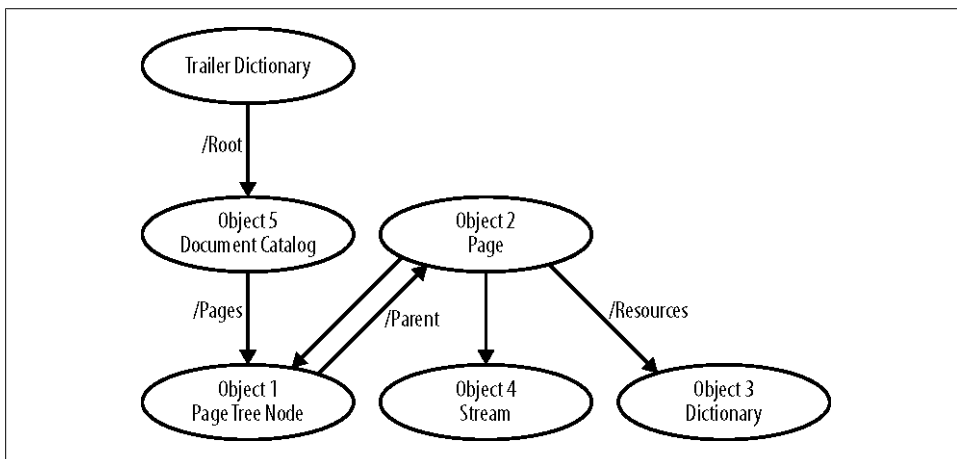 Trailer Dictionary
/Root
Object 5
Document Catalog
Object 2
Page
/Pages
/Parent
/Resources
Object 1
Page Tree Node
Object 4
Stream
Object 3
Dictionary